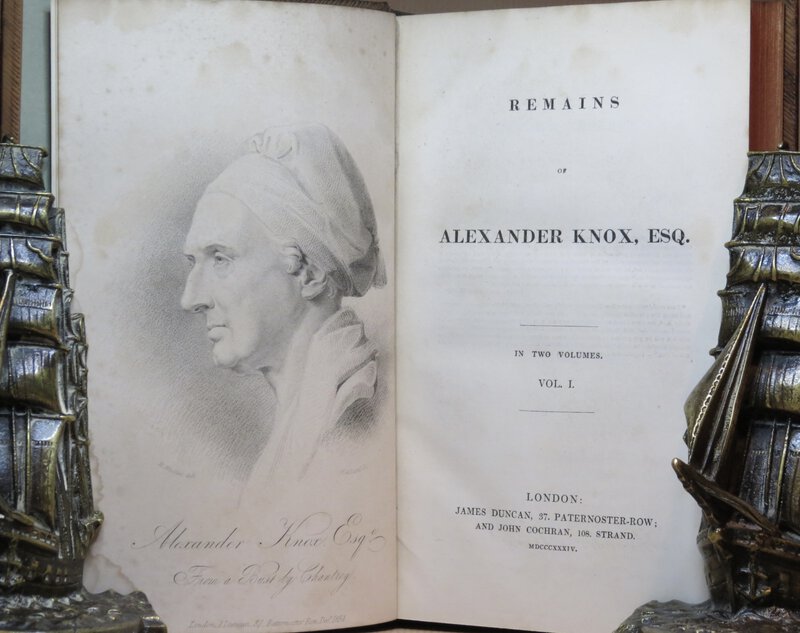 Alexander Knox, Esqr.
From a Bust by Chantrey.
London,
REMAINS
OF
ALEXANDER KNOX, ESQ.
IN TWO VOLUMES.
VOL. I.
LONDON:
JAMES DUNCAN, 37. PATERNOSTER-ROW;
AND JOHN COCHRAN, 108. STRAND.
MDCCCXXXIV.